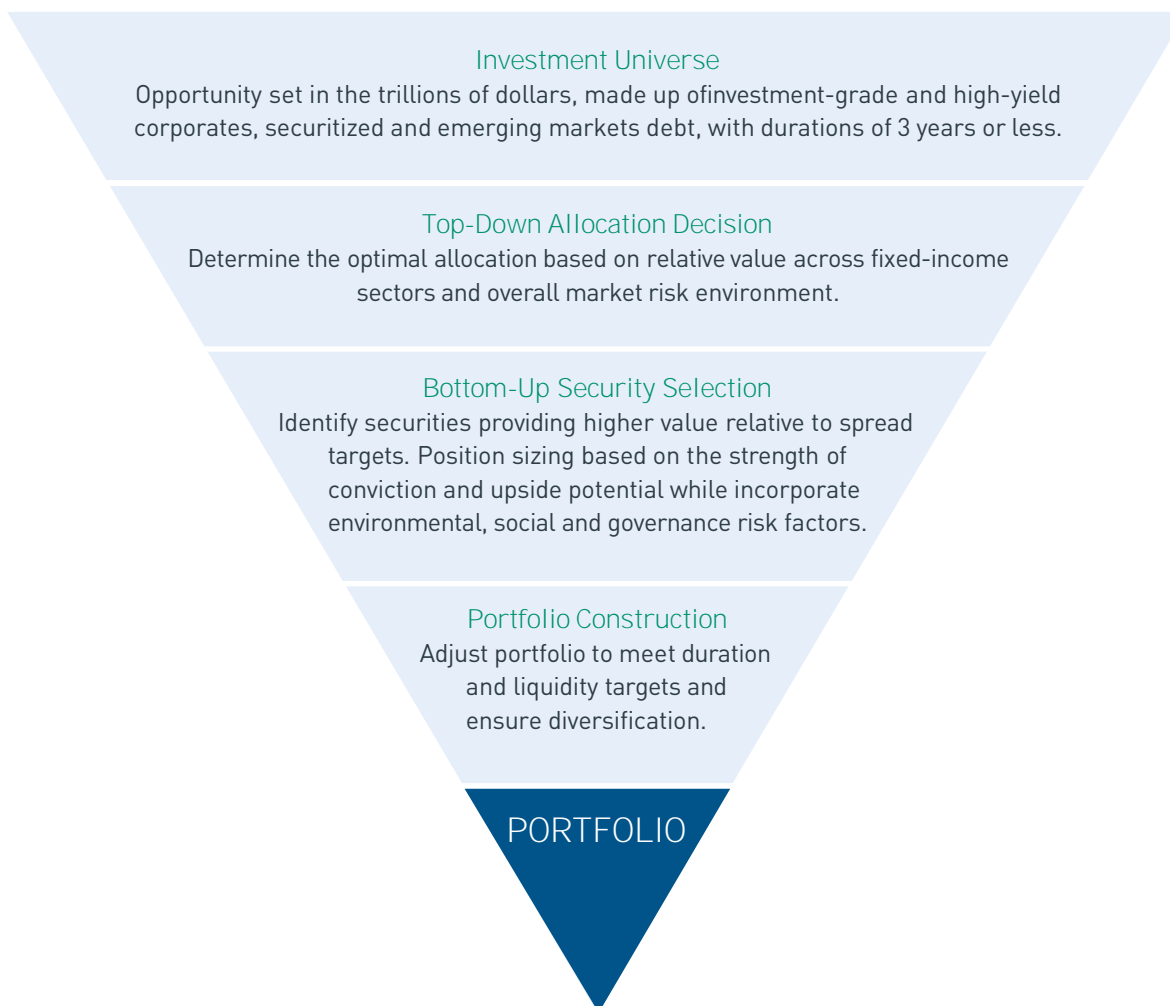 Investment Universe
Opportunity set in the trillions of dollars, made up ofinvestment-grade and high-yield
corporates, securitized and emerging markets debt, with durations of 3 years or less.
Top-Down Allocation Decision
Determine the optimal allocation based on relative value across fixed-income
sectors and overall market risk environment.
Bottom-Up Security Selection
Identify securities providing higher value relative to spread
targets. Position sizing based on the strength of
conviction and upside potential while incorporate
environmental, social and governance risk factors.
Portfolio Construction
Adjust portfolio to meet duration
and liquidity targets and
ensure diversification.
PORTFOLIO